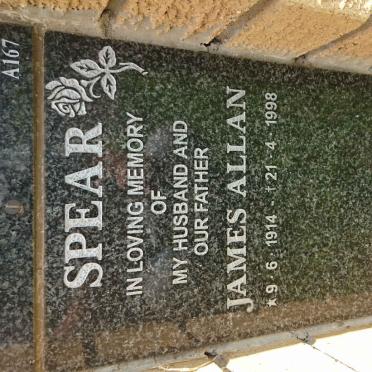 A167
SPEAR
IN LOVING MEMORY
OF
MY HUSBAND AND
OUR FATHER
JAMES ALLAN
★ 9 · 6 · 1914 - † 21 · 4 · 1998